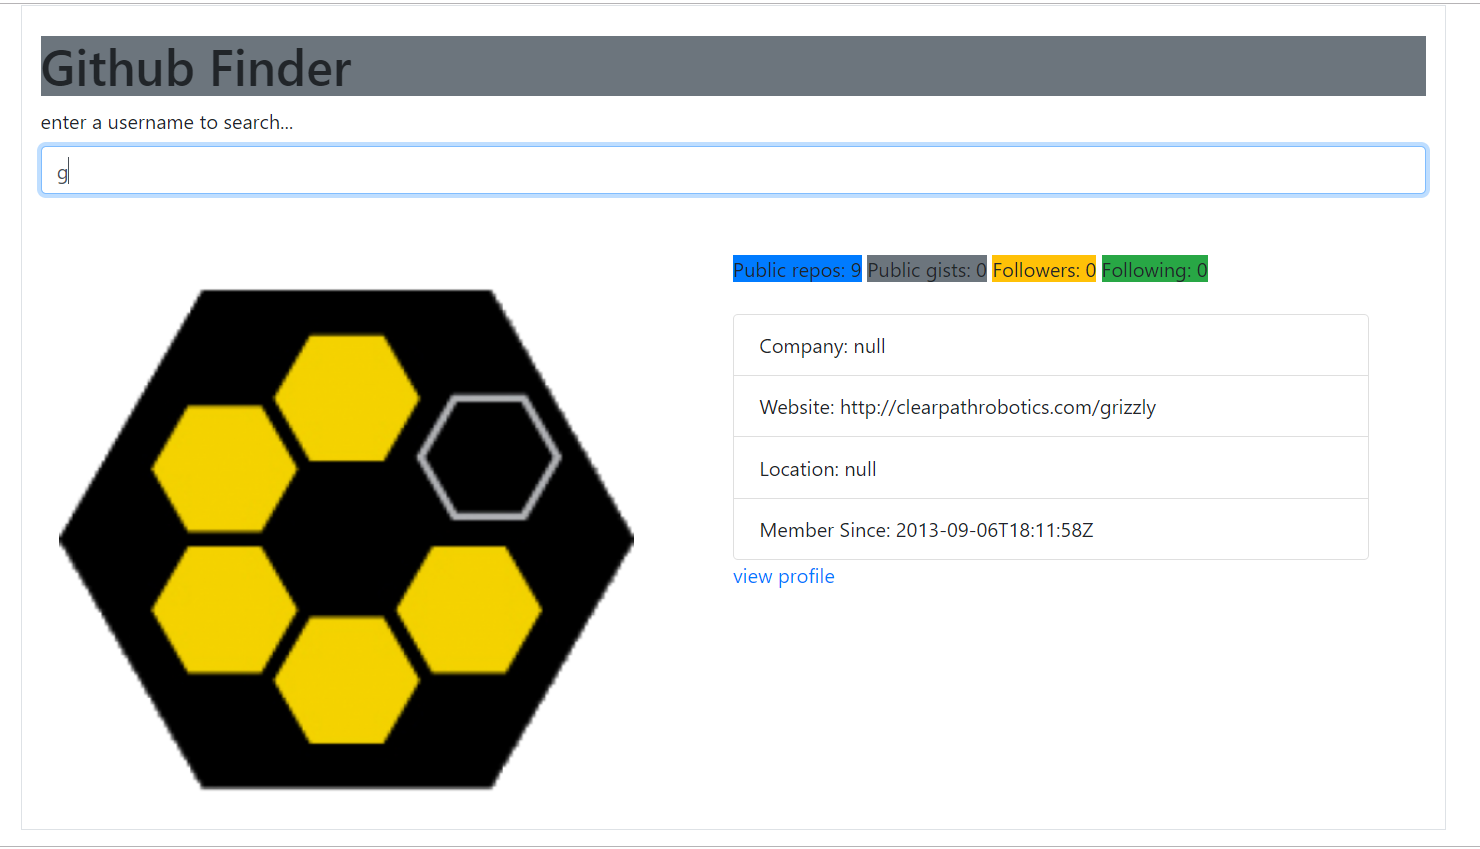 Github Finder
enter a username to search...
g
Public repos: 9 Public gists: 0 Followers: 0 Following: 0
Company: null
Website: http://clearpathrobotics.com/grizzly
Location: null
Member Since: 2013-09-06T18:11:58Z
view profile